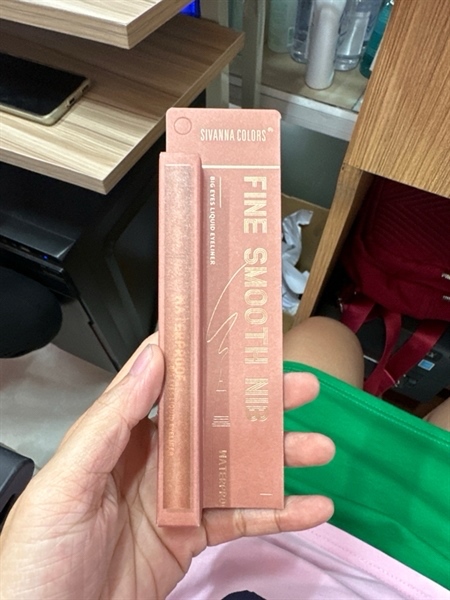 SIVANNA COLORS
FINE SMOOTH NIB
BIG EYES LIQUID EYELINER
WATERPROOF